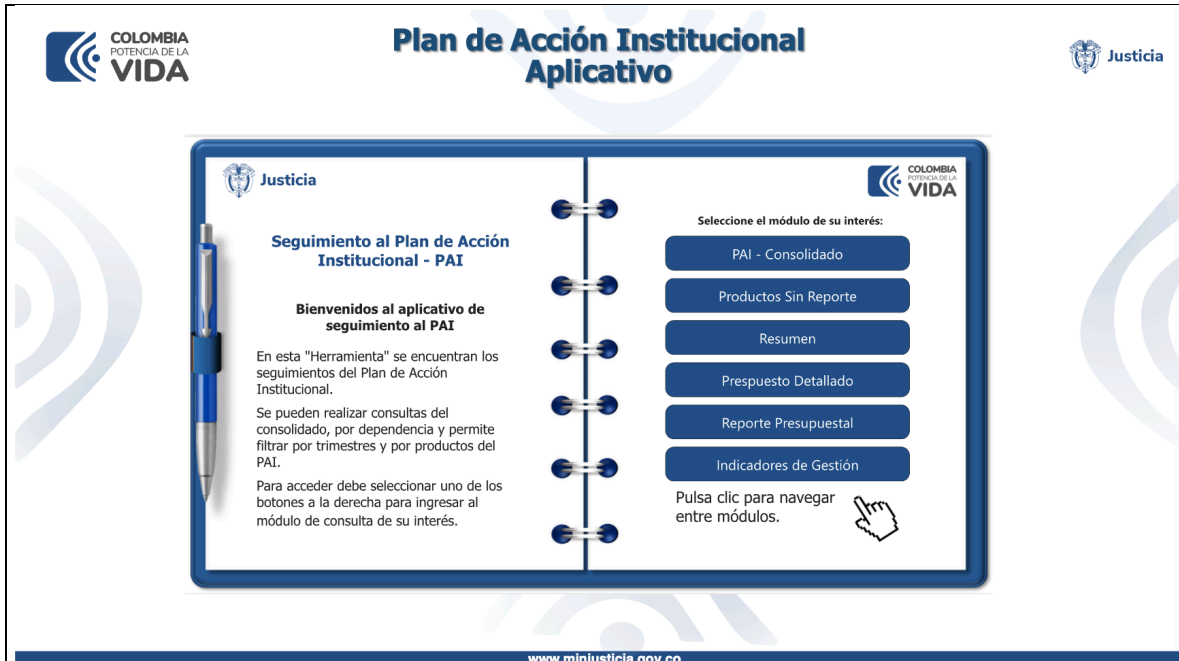 COLOMBIA
POTENCIA DE LA
VIDA
Plan de Acción Institucional
Aplicativo
Justicia
Justicia
Seguimiento al Plan de Acción
Institucional - PAI
Bienvenidos al aplicativo de
seguimiento al PAI
En esta "Herramienta" se encuentran los
seguimientos del Plan de Acción
Institucional.
Se pueden realizar consultas del
consolidado, por dependencia y permite
filtrar por trimestres y por productos del
PAI.
Para acceder debe seleccionar uno de los
botones a la derecha para ingresar al
módulo de consulta de su interés.
COLOMBIA
POTENCIA DE LA
VIDA
Seleccione el módulo de su interés:
PAI - Consolidado
Productos Sin Reporte
Resumen
Prespuesto Detallado
Reporte Presupuestal
Indicadores de Gestión
Pulsa clic para navegar
entre módulos.
www.minjusticia.gov.co